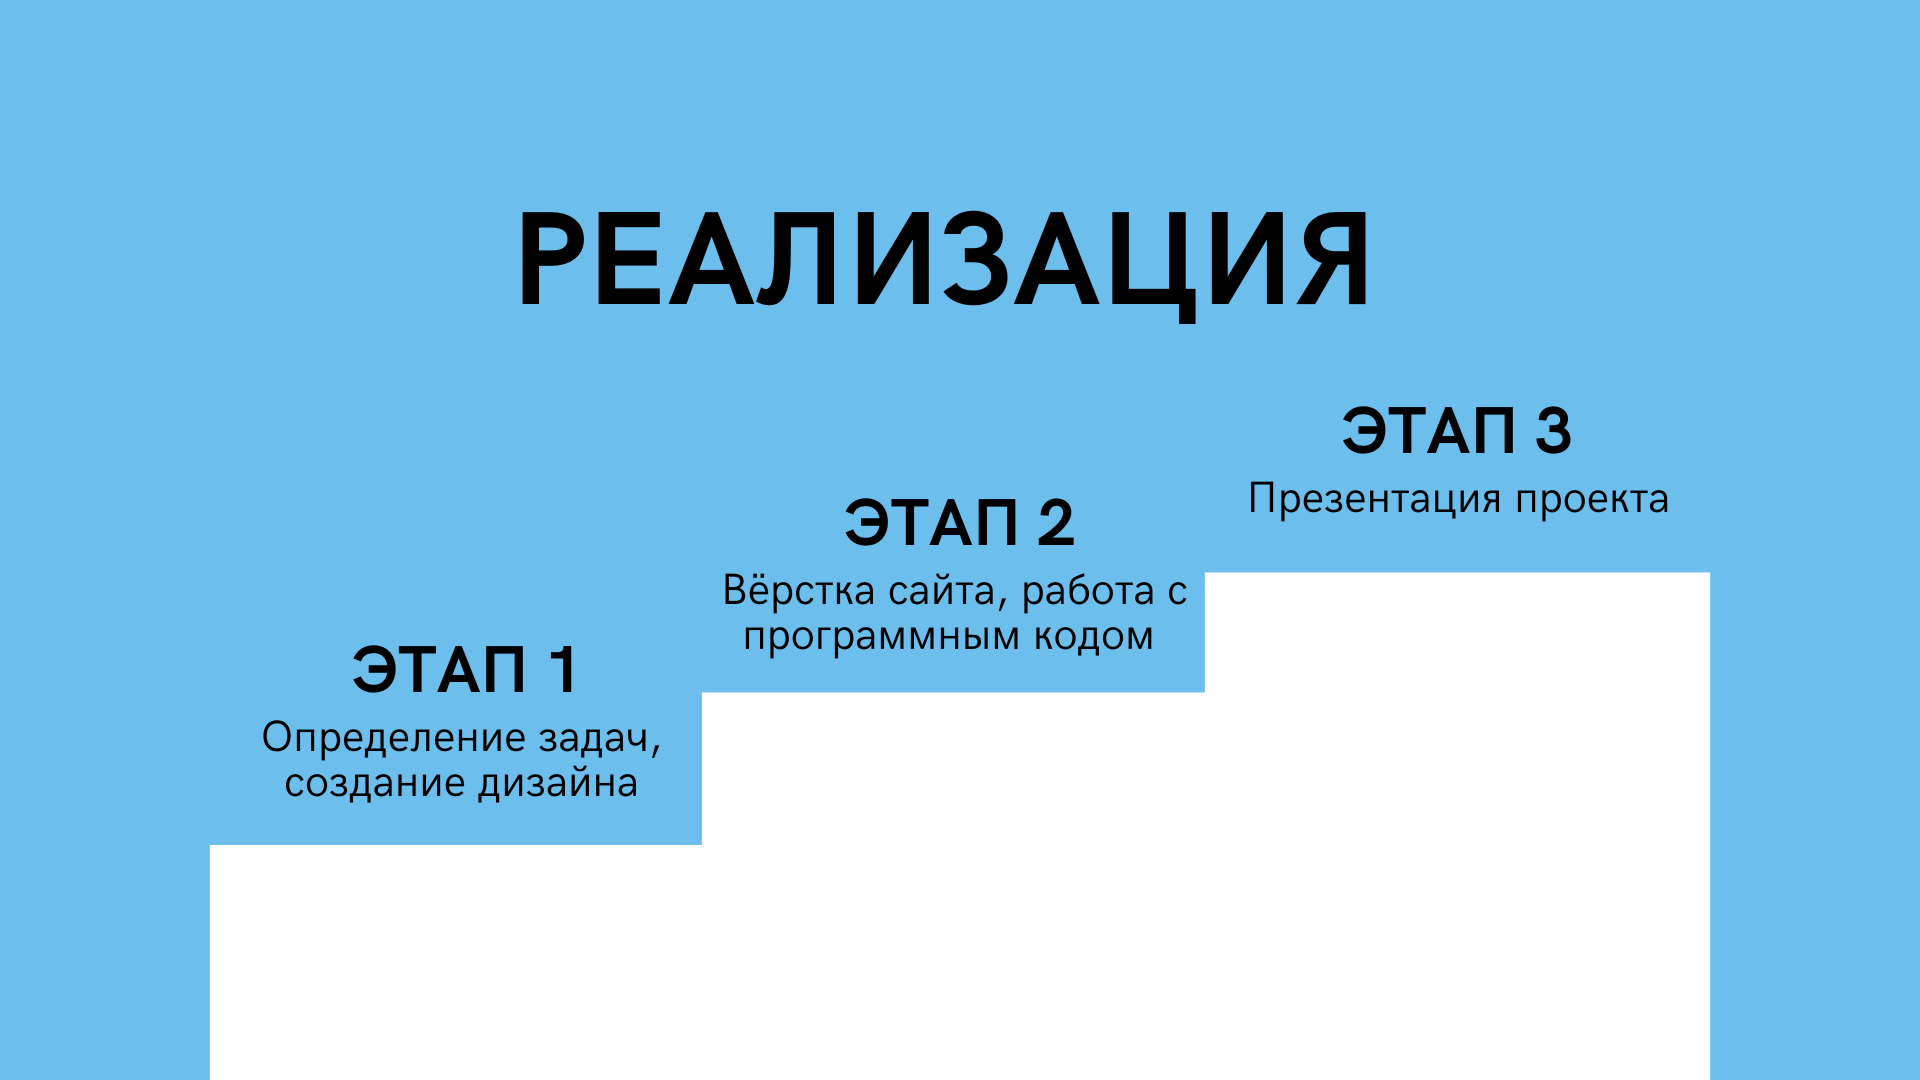 РЕАЛИЗАЦИЯ
ЭТАП 1
Определение задач,
создание дизайна
ЭТАП 2
Вёрстка сайта, работа с
программным кодом
ЭТАП 3
Презентация проекта